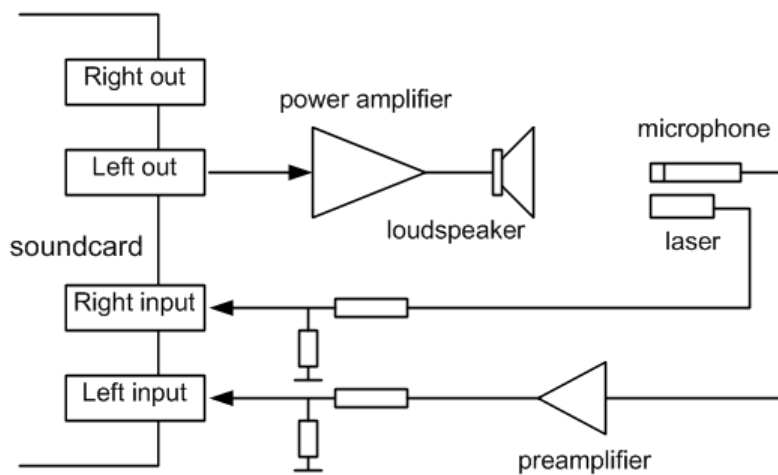 Right out
power amplifier
microphone
Left out
loudspeaker
laser
soundcard
Right input
Left input
preamplifier